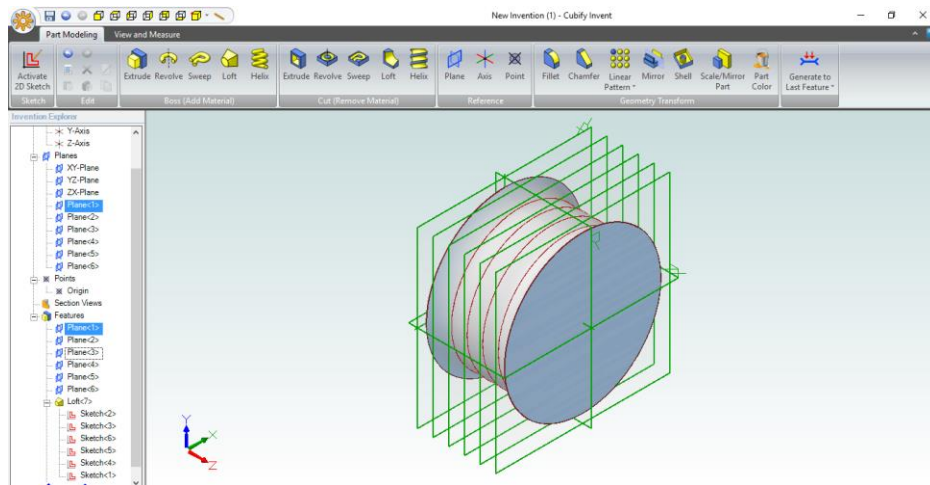 New Invention (1) - Cubify Invent
Part Modeling View and Measure
Activate 2D Sketch
Extrude Revolve Sweep Loft Helix
Extrude Revolve Sweep Loft Helix
Plane Axis Point
Fillet Chamfer Linear Pattern Mirror Shell Scale/Mirror Part Part Color
Generate to Last Feature
Sketch Edit Boss (Add Material) Cut (Remove Material) Reference Geometry Transform
Invention Explorer
Y-Axis
Z-Axis
Planes
XY-Plane
YZ-Plane
ZX-Plane
Plane<1>
Plane<2>
Plane<3>
Plane<4>
Plane<5>
Plane<6>
Points
Origin
Section Views
Features
Plane<1>
Plane<2>
Plane<3>
Plane<4>
Plane<5>
Plane<6>
Loft<7>
Sketch<2>
Sketch<3>
Sketch<6>
Sketch<5>
Sketch<4>
Sketch<1>
Y
X
Z